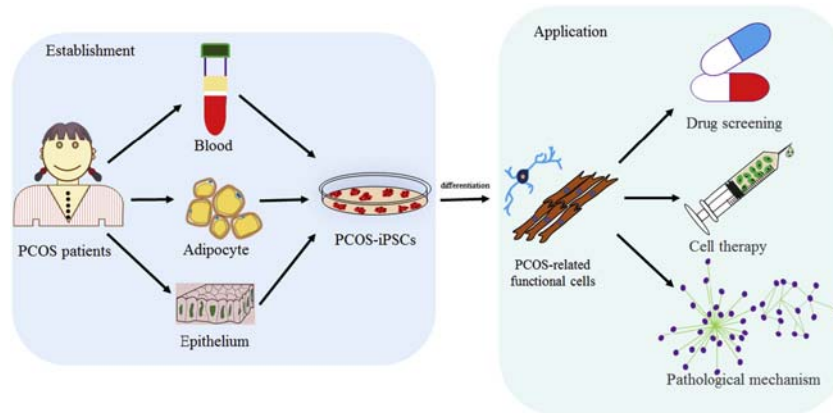 Establishment
Blood
PCOS patients
Adipocyte
PCOS-iPSCs
Epithelium
differentiation
Application
Drug screening
PCOS-related
functional cells
Cell therapy
Pathological mechanism